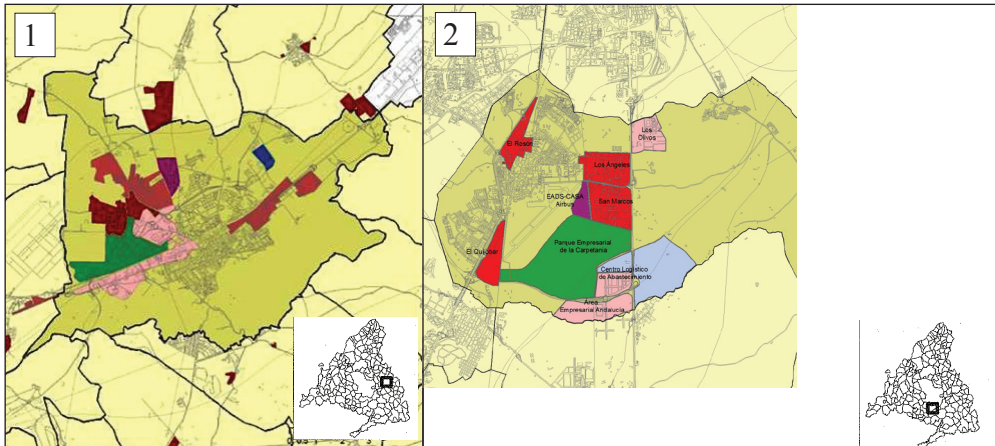 1
2
El Rosón
Los
Olivos
Los Ángeles
EADS-CASA
Airbus
San Marcos
Parque Empresarial
de la Carpetania
El Quijobar
Centro Logístico
de Abastecimiento
Área
Empresarial Andalucía